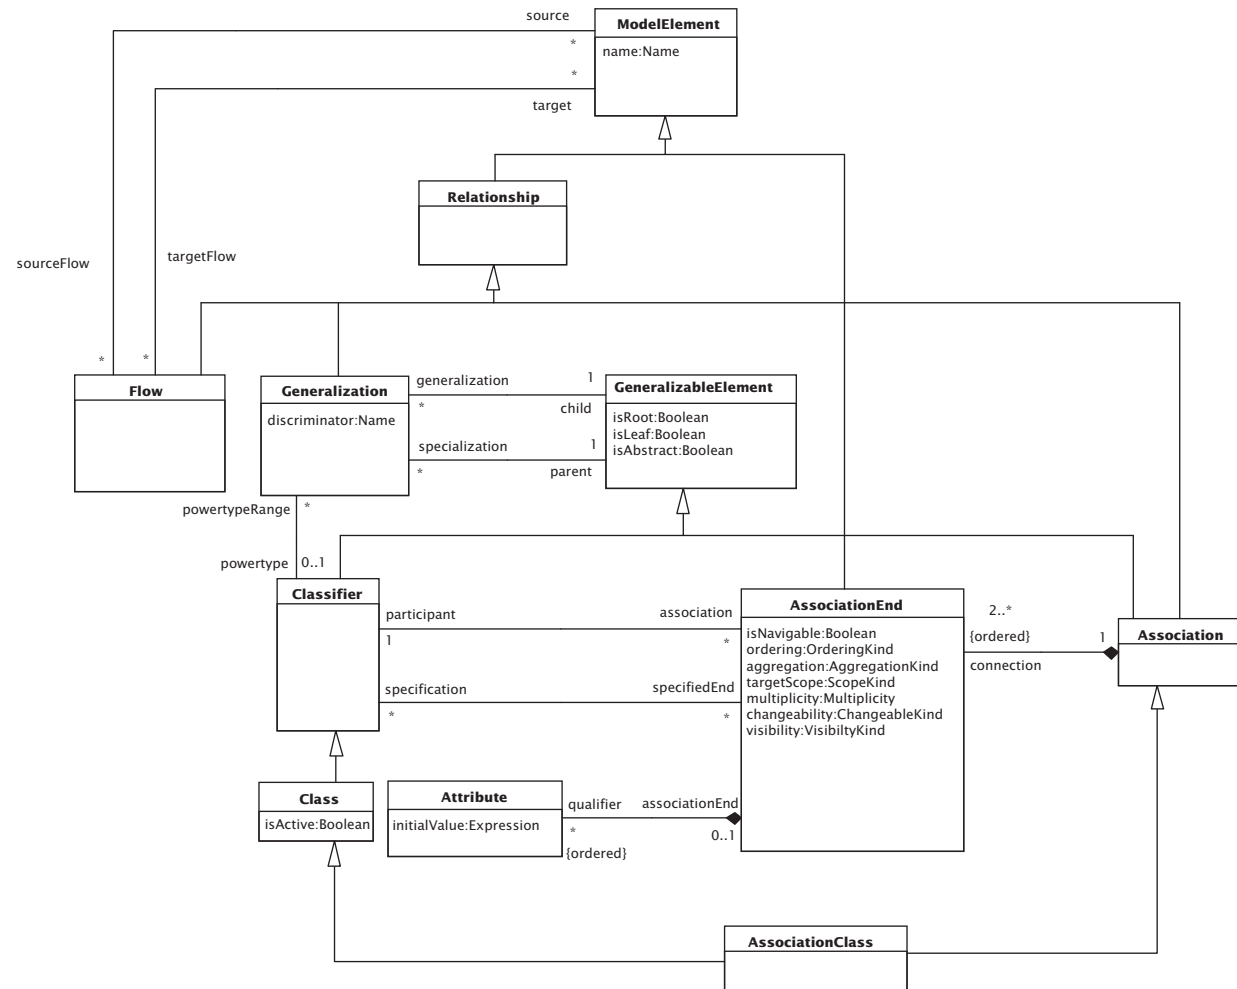 source
ModelElement
*
name:Name
*
target
Relationship
sourceFlow
targetFlow
*
*
Flow
Generalization
discriminator:Name
generalization
1
*
child
specialization
1
*
parent
GeneralizableElement
isRoot:Boolean
isLeaf:Boolean
isAbstract:Boolean
powertypeRange
*
powertype
0..1
Classifier
participant
association
1
*
specification
specifiedEnd
*
*
AssociationEnd
isNavigable:Boolean
ordering:OrderingKind
aggregation:AggregationKind
targetScope:ScopeKind
multiplicity:Multiplicity
changeability:ChangeableKind
visibility:VisibiltyKind
2..*
{ordered}
1
connection
Association
Class
isActive:Boolean
Attribute
initialValue:Expression
qualifier
associationEnd
*
0..1
{ordered}
AssociationClass